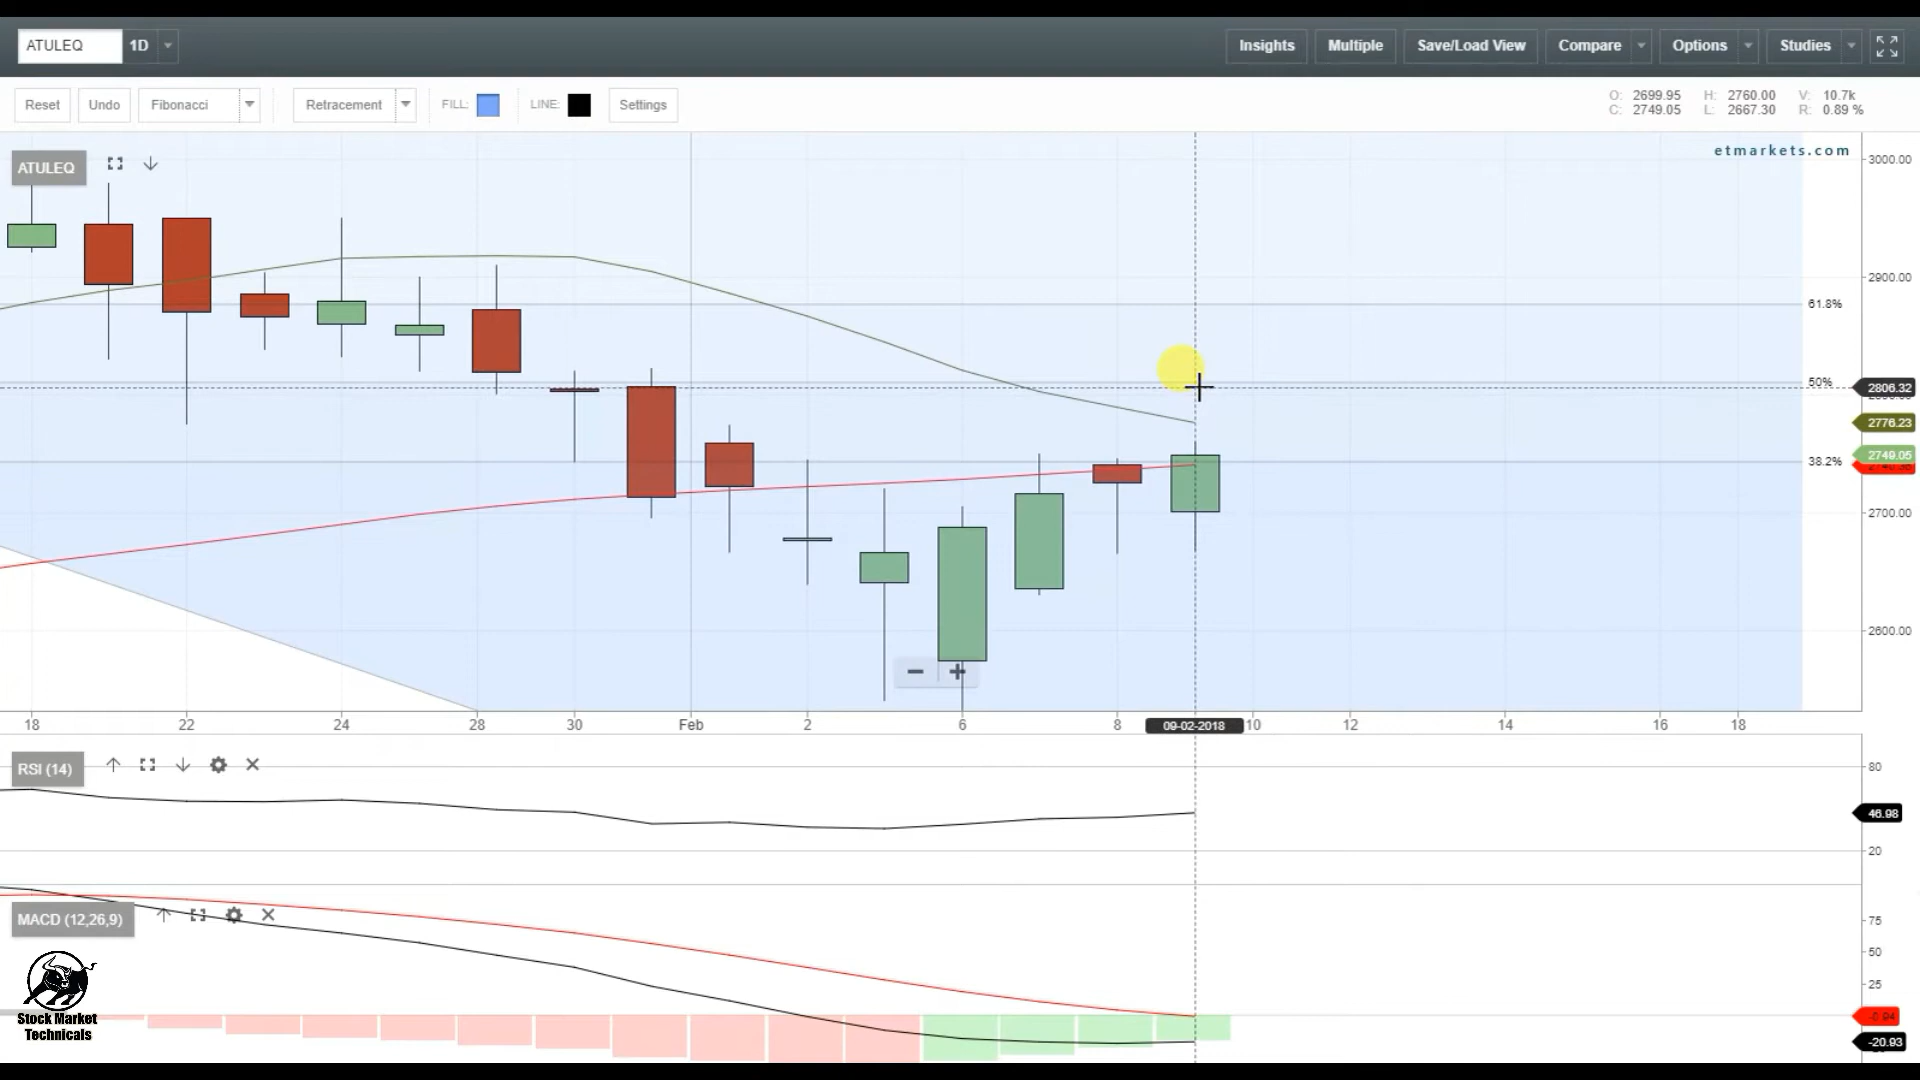 ATULEQ 1D Insights Multiple Save/Load View Compare Options Studies
Reset Undo Fibonacci Retracement FILL: LINE: Settings
O: 2699.95 H: 2760.00 V: 10.7k
C: 2749.05 L: 2667.30 R: 0.89 %
ATULEQ
etmarkets.com
3000.00
2900.00
61.8%
50%
2806.32
2776.23
2749.05
38.2%
2700.00
2600.00
18 22 24 28 30 Feb 2 6 8 09-02-2018 10 12 14 16 18
RSI (14)
80
46.98
20
MACD (12,26,9)
75
50
25
-0.94
-20.93
Stock Market
Technicals